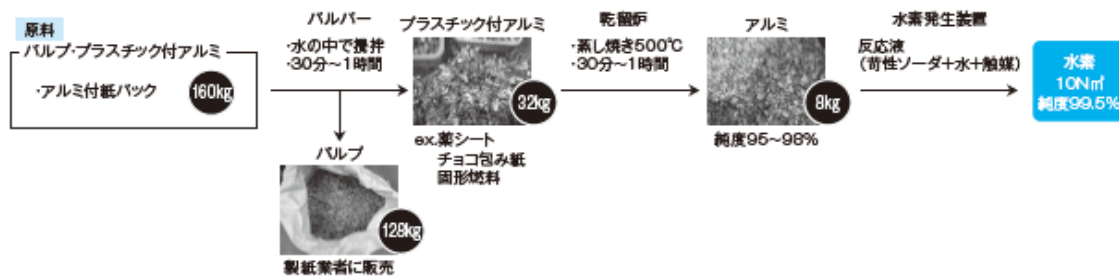 原料
パルプ・プラスチック付アルミ
・アルミ付紙パック
160kg
パルパー
・水の中で攪拌
・30分～1時間
パルプ
128kg
製紙業者に販売
プラスチック付アルミ
32kg
ex.薬シート
チョコ包み紙
固形燃料
乾留炉
・蒸し焼き500℃
・30分～1時間
アルミ
8kg
純度95～98%
水素発生装置
反応液
(苛性ソーダ+水+触媒)
水素
10N㎥
純度99.5%